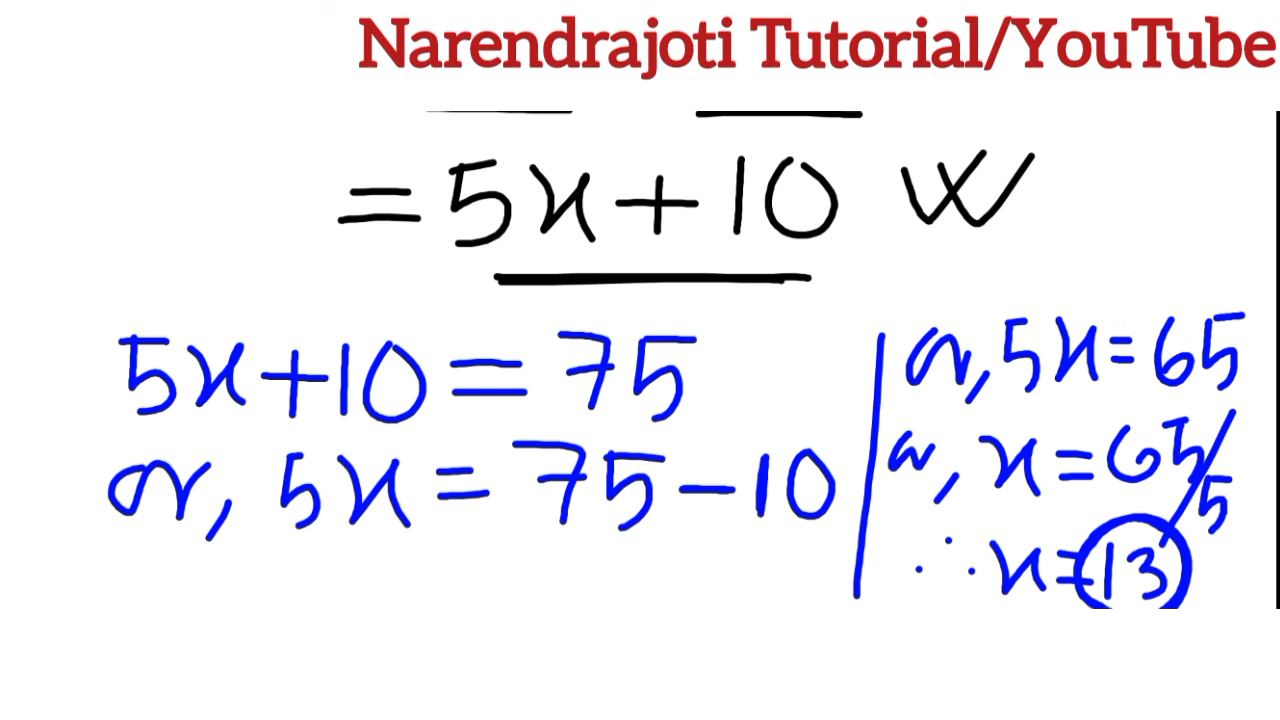 Narendrajoti Tutorial/YouTube
= 5x+10 W
5x+10 = 75
or, 5x = 75-10
or, 5x = 65
or, x = 65/5
∴ x = 13